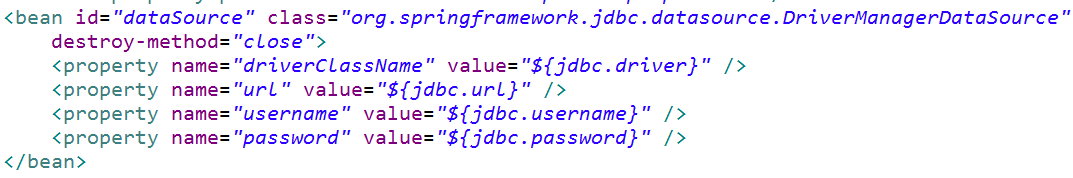 <bean id="dataSource" class="org.springframework.jdbc.datasource.DriverManagerDataSource"
    destroy-method="close">
    <property name="driverClassName" value="${jdbc.driver}" />
    <property name="url" value="${jdbc.url}" />
    <property name="username" value="${jdbc.username}" />
    <property name="password" value="${jdbc.password}" />
</bean>